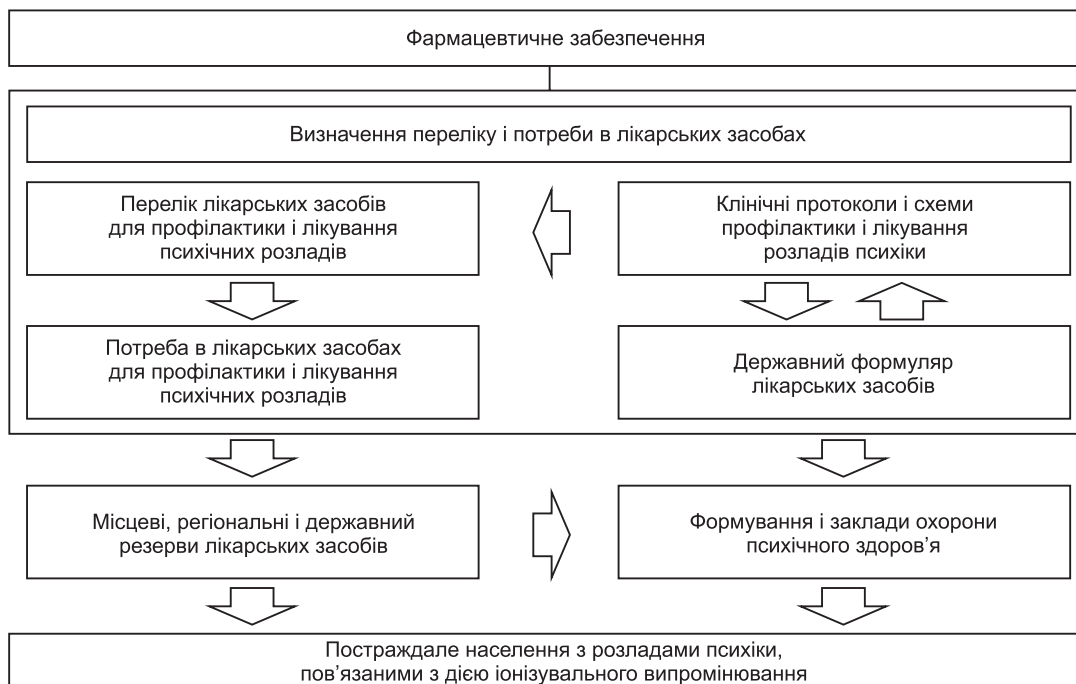 Фармацевтичне забезпечення
Визначення переліку і потреби в лікарських засобах
Перелік лікарських засобів
для профілактики і лікування
психічних розладів
Клінічні протоколи і схеми
профілактики і лікування
розладів психіки
Потреба в лікарських засобах
для профілактики і лікування
психічних розладів
Державний формуляр
лікарських засобів
Місцеві, регіональні і державний
резерви лікарських засобів
Формування і заклади охорони
психічного здоров’я
Постраждале населення з розладами психіки,
пов’язаними з дією іонізувального випромінювання